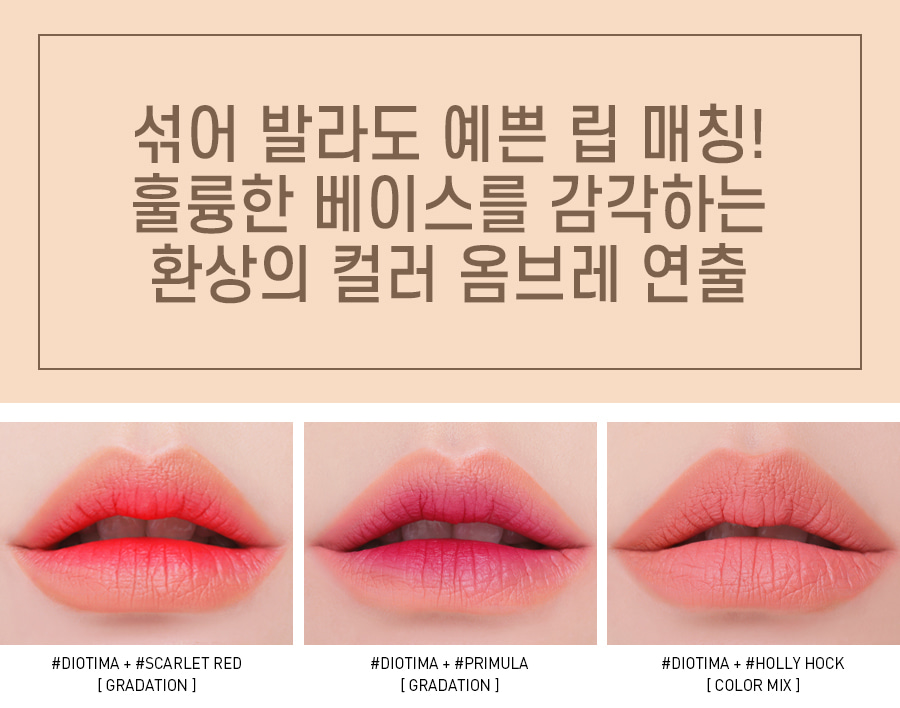 섞어 발라도 예쁜 립 매칭!
훌륭한 베이스를 감각하는
환상의 컬러 옴브레 연출
#DIOTIMA + #SCARLET RED
[ GRADATION ]
#DIOTIMA + #PRIMULA
[ GRADATION ]
#DIOTIMA + #HOLLY HOCK
[ COLOR MIX ]